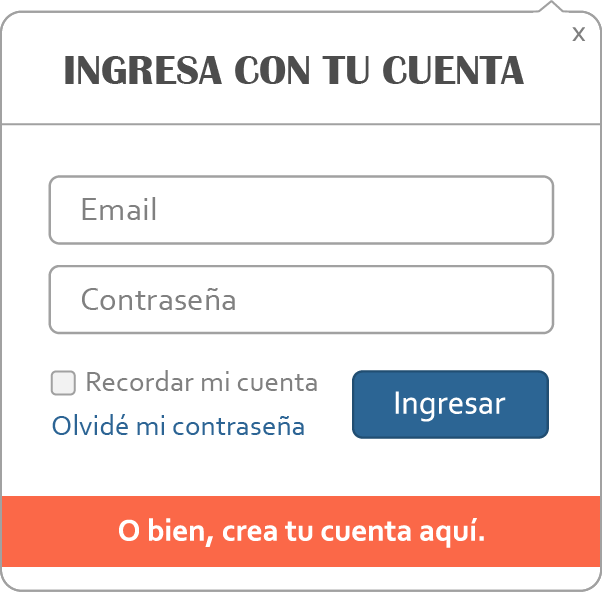 x
INGRESA CON TU CUENTA
Email
Contraseña
Recordar mi cuenta
Olvidé mi contraseña
Ingresar
O bien, crea tu cuenta aquí.